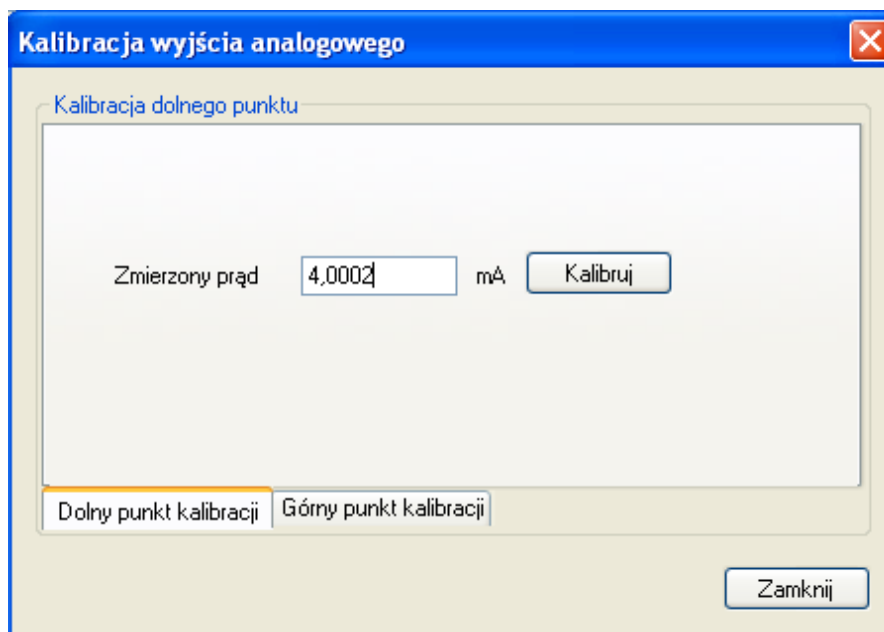 Kalibracja wyjścia analogowego
Kalibracja dolnego punktu
Zmierzony prąd 4,0002 mA Kalibruj
Dolny punkt kalibracji Górny punkt kalibracji
Zamknij